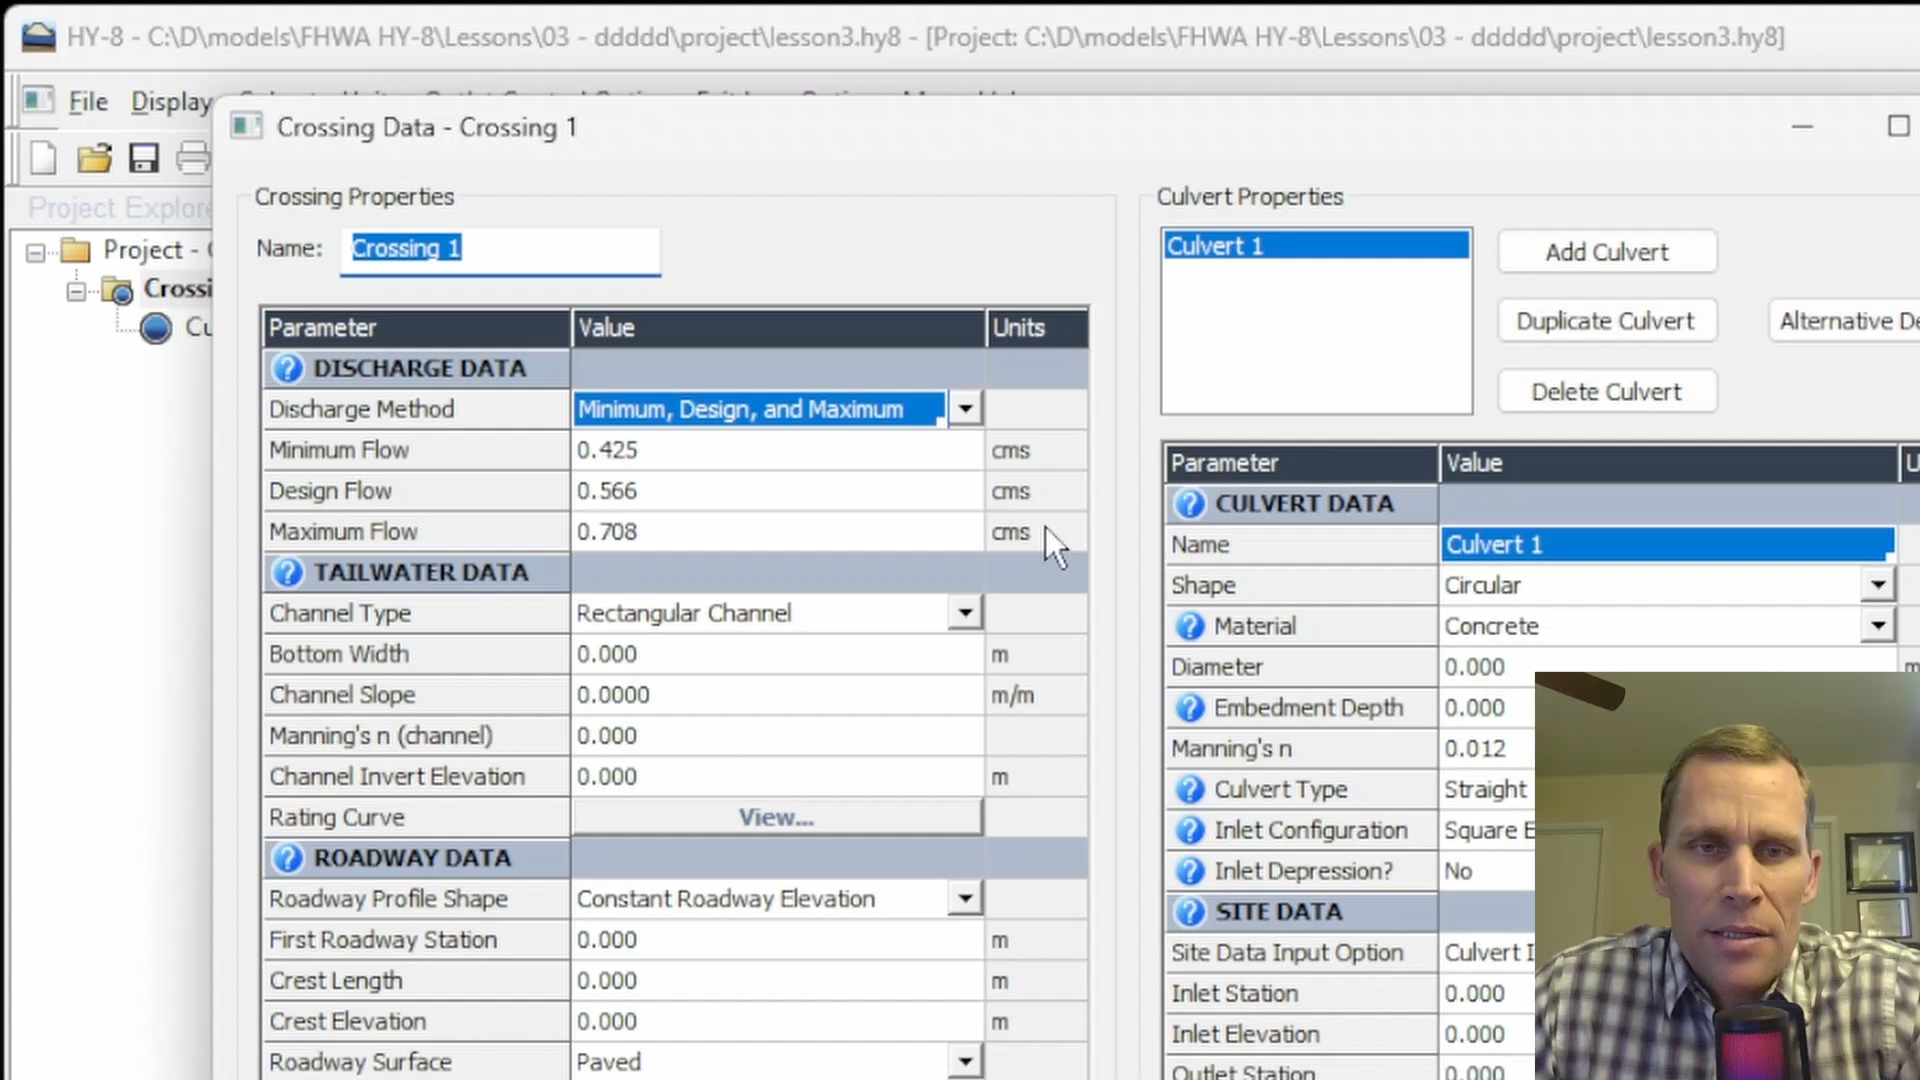 HY-8 - C:\D\models\FHWA HY-8\Lessons\03 - ddddd\project\lesson3.hy8 - [Project: C:\D\models\FHWA HY-8\Lessons\03 - ddddd\project\lesson3.hy8]
File Display
Crossing Data - Crossing 1
Project Explore
Project - C
Crossi
Cu
Crossing Properties
Name: Crossing 1
Parameter Value Units
DISCHARGE DATA
Discharge Method Minimum, Design, and Maximum
Minimum Flow 0.425 cms
Design Flow 0.566 cms
Maximum Flow 0.708 cms
TAILWATER DATA
Channel Type Rectangular Channel
Bottom Width 0.000 m
Channel Slope 0.0000 m/m
Manning's n (channel) 0.000
Channel Invert Elevation 0.000 m
Rating Curve View...
ROADWAY DATA
Roadway Profile Shape Constant Roadway Elevation
First Roadway Station 0.000 m
Crest Length 0.000 m
Crest Elevation 0.000 m
Roadway Surface Paved
Culvert Properties
Culvert 1
Add Culvert
Duplicate Culvert
Alternative De
Delete Culvert
Parameter Value U
CULVERT DATA
Name Culvert 1
Shape Circular
Material Concrete
Diameter 0.000 m
Embedment Depth 0.000
Manning's n 0.012
Culvert Type Straight
Inlet Configuration Square E
Inlet Depression? No
SITE DATA
Site Data Input Option Culvert I
Inlet Station 0.000
Inlet Elevation 0.000
Outlet Station 0.000